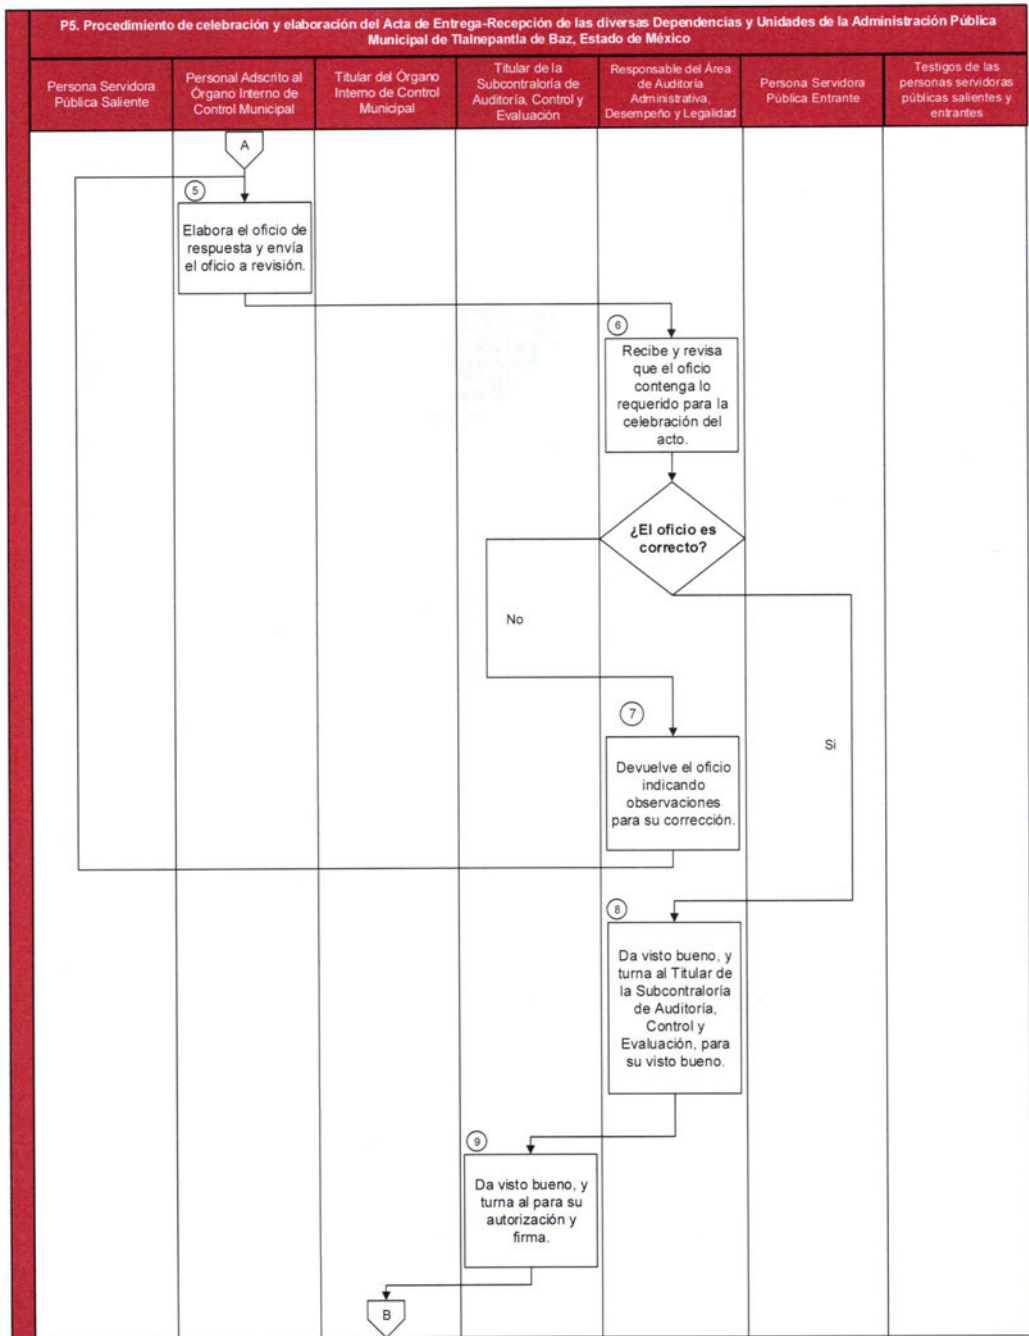 P5. Procedimiento de celebración y elaboración del Acta de Entrega-Recepción de las diversas Dependencias y Unidades de la Administración Pública
Municipal de Tlalnepantla de Baz, Estado de México
Persona Servidora
Pública Saliente
Personal Adscrito al
Órgano Interno de
Control Municipal
Titular del Órgano
Interno de Control
Municipal
Titular de la
Subcontraloría de
Auditoría, Control y
Evaluación
Responsable del Área
de Auditoría
Administrativa,
Desempeño y Legalidad
Persona Servidora
Pública Entrante
Testigos de las
personas servidoras
públicas salientes y
entrantes
A
5
Elabora el oficio de
respuesta y envía
el oficio a revisión.
6
Recibe y revisa
que el oficio
contenga lo
requerido para la
celebración del
acto.
¿El oficio es
correcto?
No
Si
7
Devuelve el oficio
indicando
observaciones
para su corrección.
8
Da visto bueno, y
turna al Titular de
la Subcontraloría
de Auditoría,
Control y
Evaluación, para
su visto bueno.
9
Da visto bueno, y
turna al para su
autorización y
firma.
B